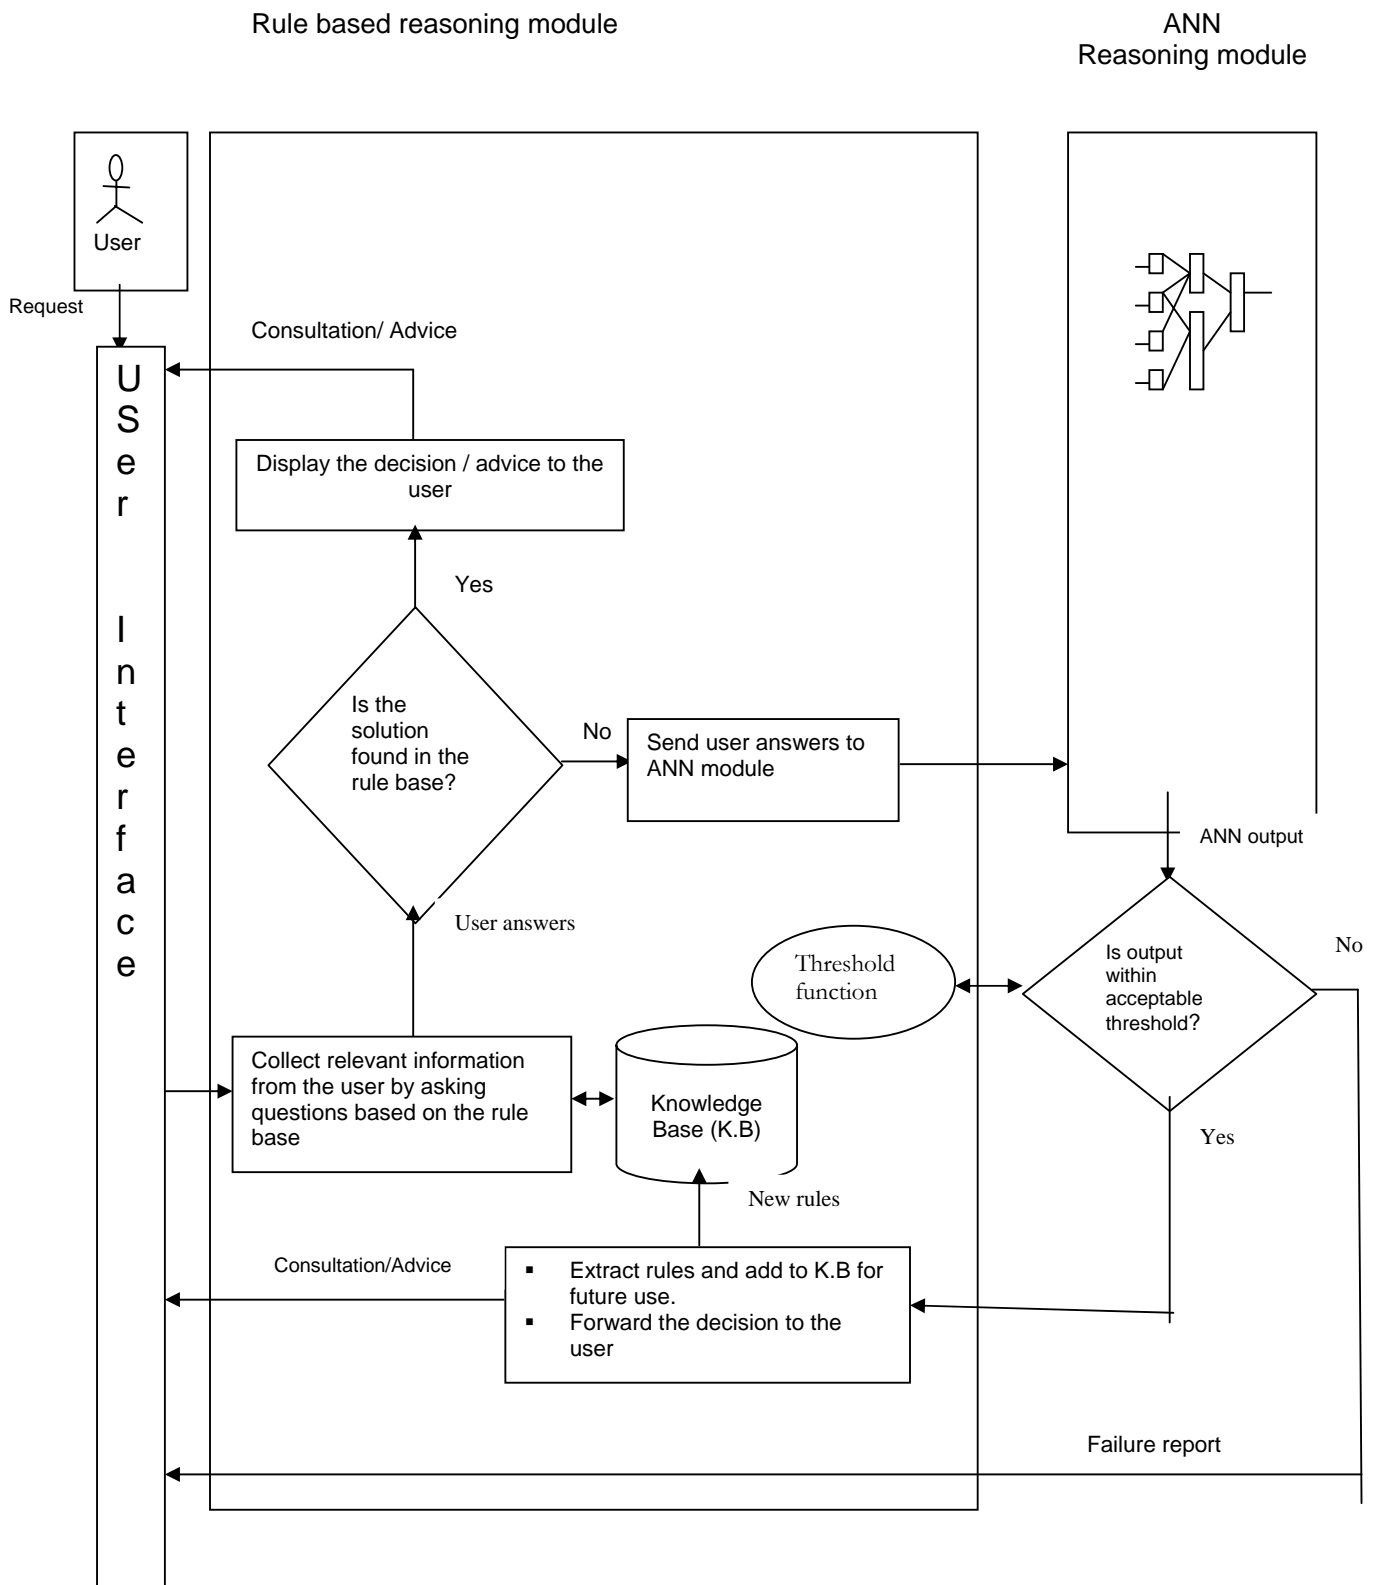 Rule based reasoning module
ANN
Reasoning module
User
Request
Consultation/ Advice
U
S
e
r
I
n
t
e
r
f
a
c
e
Display the decision / advice to the
user
Yes
Is the
solution
found in the
rule base?
No
Send user answers to
ANN module
ANN output
User answers
Threshold
function
Is output
within
acceptable
threshold?
No
Collect relevant information
from the user by asking
questions based on the rule
base
Knowledge
Base (K.B)
Yes
New rules
Consultation/Advice
▪ Extract rules and add to K.B for
future use.
▪ Forward the decision to the
user
Failure report